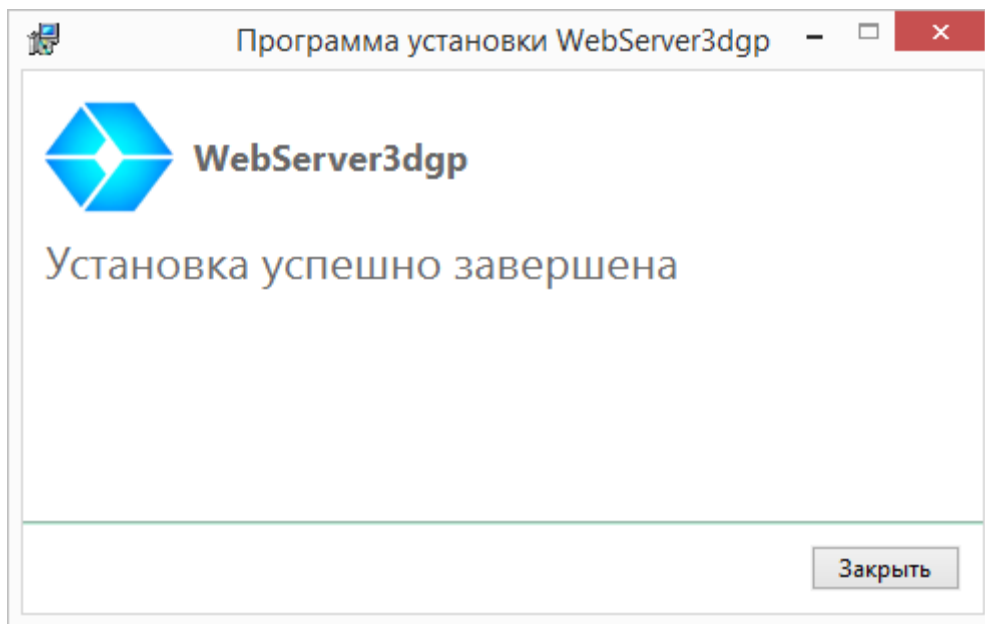 Программа установки WebServer3dgp
WebServer3dgp
Установка успешно завершена
Закрыть